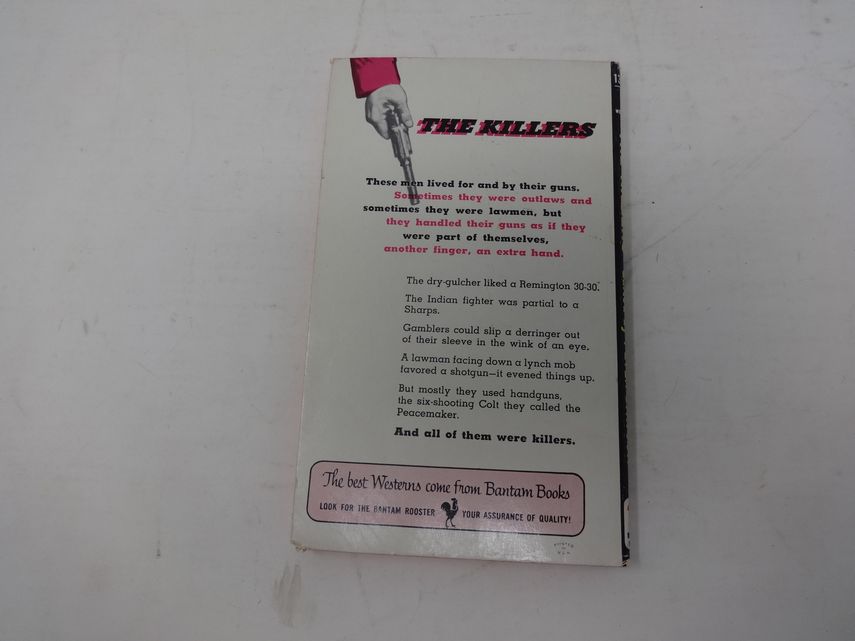 THE KILLERS
These men lived for and by their guns.
Sometimes they were outlaws and
sometimes they were lawmen, but
they handled their guns as if they
were part of themselves,
another finger, an extra hand.
The dry-gulcher liked a Remington 30-30.
The Indian fighter was partial to a
Sharps.
Gamblers could slip a derringer out
of their sleeve in the wink of an eye.
A lawman facing down a lynch mob
favored a shotgun—it evened things up.
But mostly they used handguns,
the six-shooting Colt they called the
Peacemaker.
And all of them were killers.
The best Westerns come from Bantam Books
LOOK FOR THE BANTAM ROOSTER YOUR ASSURANCE OF QUALITY!
PRINTED
IN
U.S.A.